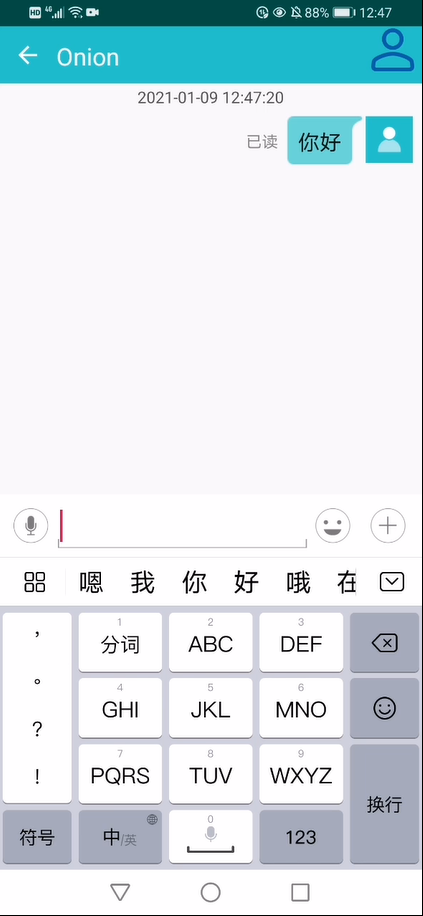 HD 4G 88% 12:47
Onion
2021-01-09 12:47:20
已读 你好
嗯 我 你 好 哦 在
， 1 分词 2 ABC 3 DEF
。 4 GHI 5 JKL 6 MNO
？
！ 7 PQRS 8 TUV 9 WXYZ 换行
符号 中/英 0 123